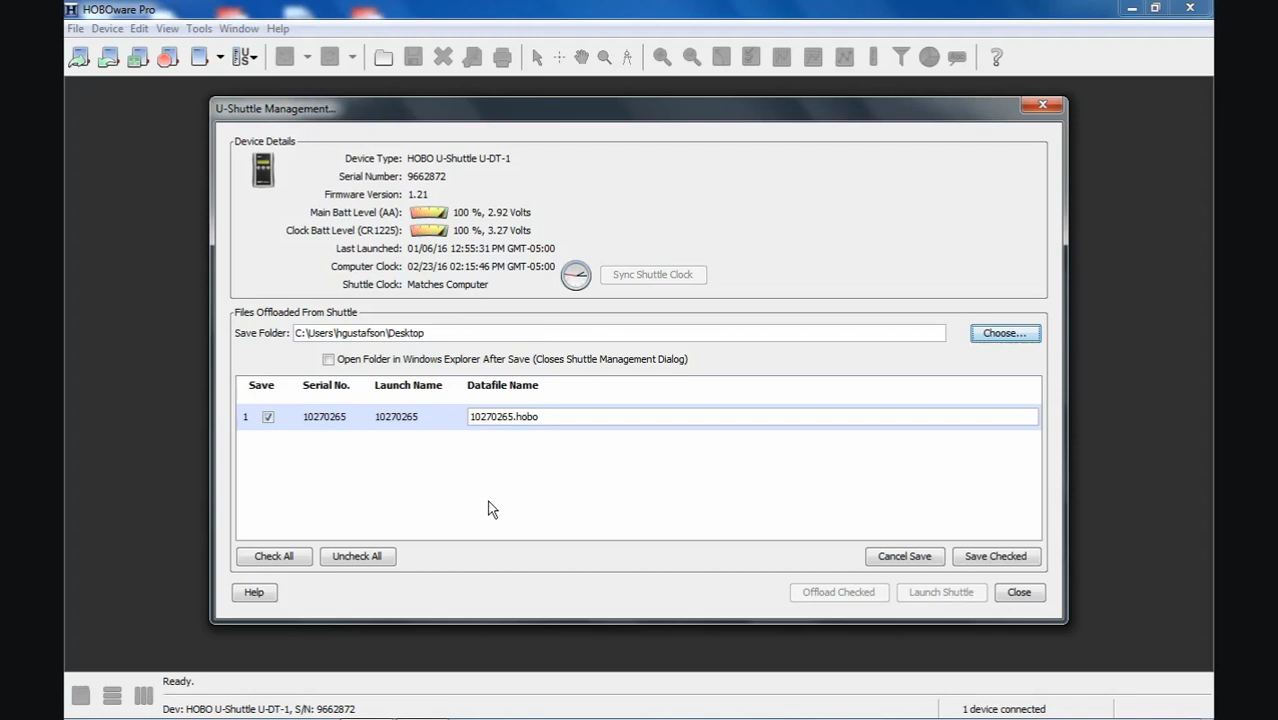 HOBOware Pro
File Device Edit View Tools Window Help
U-Shuttle Management...
Device Details
Device Type: HOBO U-Shuttle U-DT-1
Serial Number: 9662872
Firmware Version: 1.21
Main Batt Level (AA): 100 %, 2.92 Volts
Clock Batt Level (CR1225): 100 %, 3.27 Volts
Last Launched: 01/06/16 12:55:31 PM GMT-05:00
Computer Clock: 02/23/16 02:15:46 PM GMT-05:00
Sync Shuttle Clock
Shuttle Clock: Matches Computer
Files Offloaded From Shuttle
Save Folder: C:\Users\hgustafson\Desktop Choose...
Open Folder in Windows Explorer After Save (Closes Shuttle Management Dialog)
Save Serial No. Launch Name Datafile Name
1 10270265 10270265 10270265.hobo
Check All Uncheck All Cancel Save Save Checked
Help Offload Checked Launch Shuttle Close
Ready.
Dev: HOBO U-Shuttle U-DT-1, S/N: 9662872 1 device connected